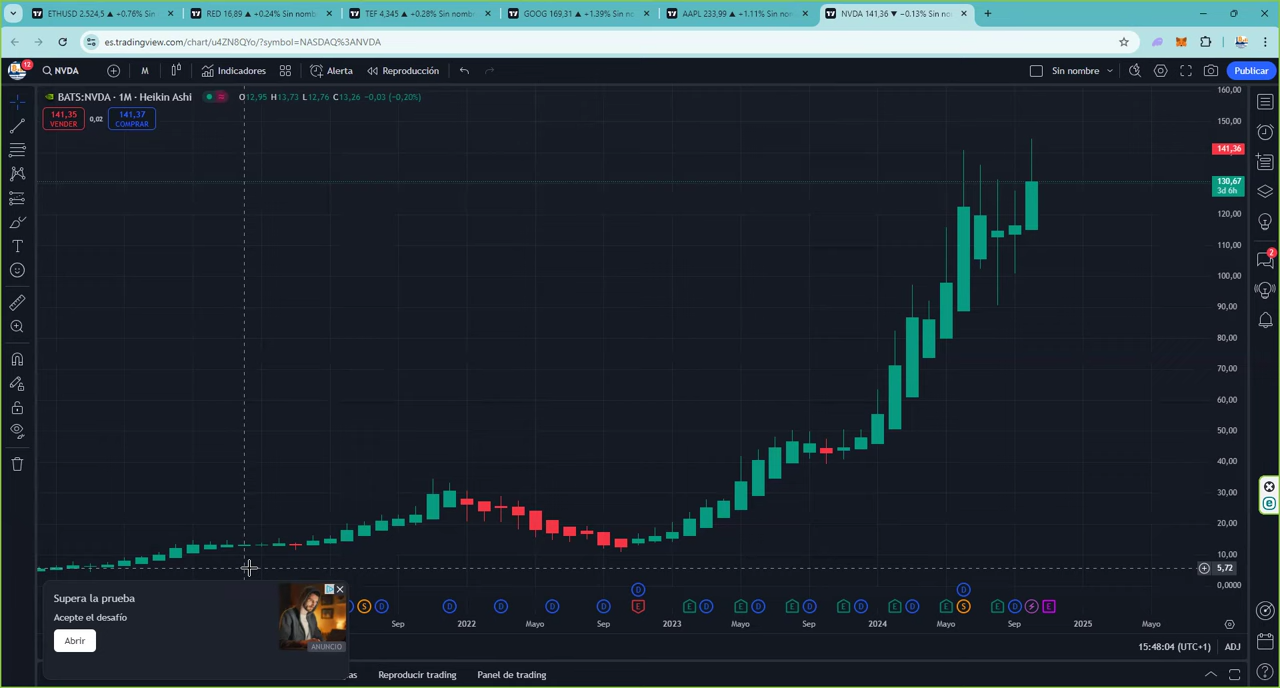 ETHUSD 2.524,5 ▲ +0.76% Sin
RED 16,89 ▲ +0.24% Sin nomb
TEF 4,345 ▲ +0.28% Sin nomb
GOOG 169,31 ▲ +1.39% Sin no
AAPL 233,99 ▲ +1.11% Sin no
NVDA 141,36 ▼ −0.13% Sin no
es.tradingview.com/chart/u4ZN8QYo/?symbol=NASDAQ%3ANVDA
12
NVDA
M
Indicadores
Alerta
Reproducción
Sin nombre
Publicar
BATS:NVDA · 1M · Heikin Ashi
O12,95 H13,73 L12,76 C13,26 −0,03 (−0,20%)
141,35
VENDER
0,02
141,37
COMPRAR
160,00
150,00
141,36
130,67
3d 6h
120,00
110,00
100,00
90,00
80,00
70,00
60,00
50,00
40,00
30,00
20,00
10,00
5,72
0,0000
2
Supera la prueba
Acepte el desafío
Abrir
ANUNCIO
S
D
D
D
D
D
D
E
E
D
E
D
E
D
E
D
E
D
E
D
S
E
D
E
Sep
2022
Mayo
Sep
2023
Mayo
Sep
2024
Mayo
Sep
2025
Mayo
15:48:04 (UTC+1)
ADJ
as
Reproducir trading
Panel de trading